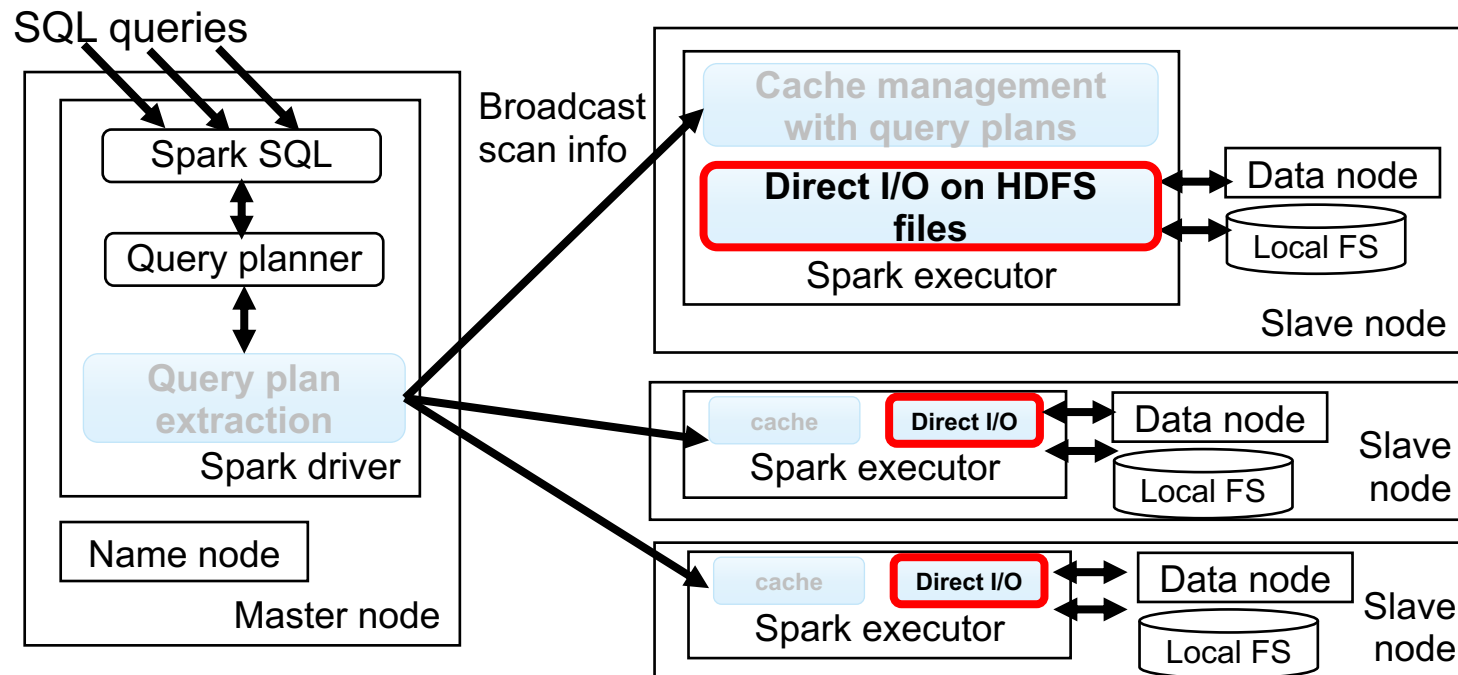 SQL queries
Spark SQL
Query planner
Query plan
extraction
Spark driver
Name node
Master node
Broadcast
scan info
Cache management
with query plans
Direct I/O on HDFS
files
Spark executor
Data node
Local FS
Slave node
cache
Direct I/O
Spark executor
Data node
Local FS
Slave
node
cache
Direct I/O
Spark executor
Data node
Local FS
Slave
node